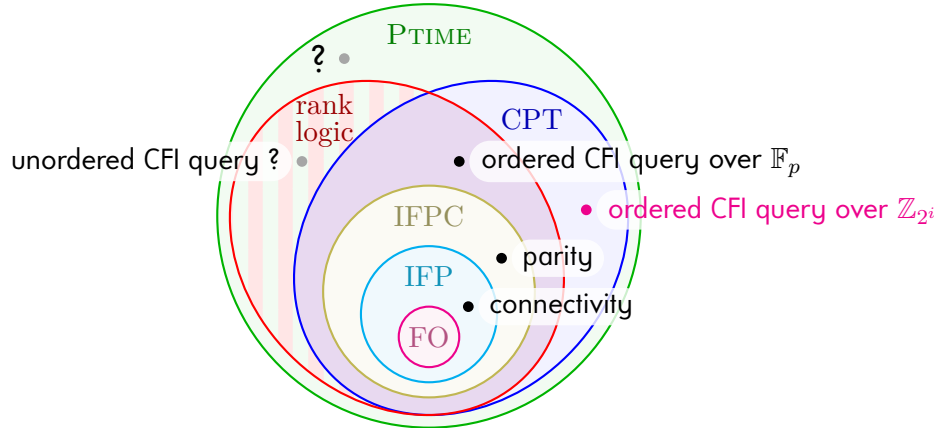 PTIME
?
rank
logic
CPT
unordered CFI query ?
ordered CFI query over 𝔽ₚ
IFPC
ordered CFI query over ℤ₂ⁱ
parity
IFP
connectivity
FO